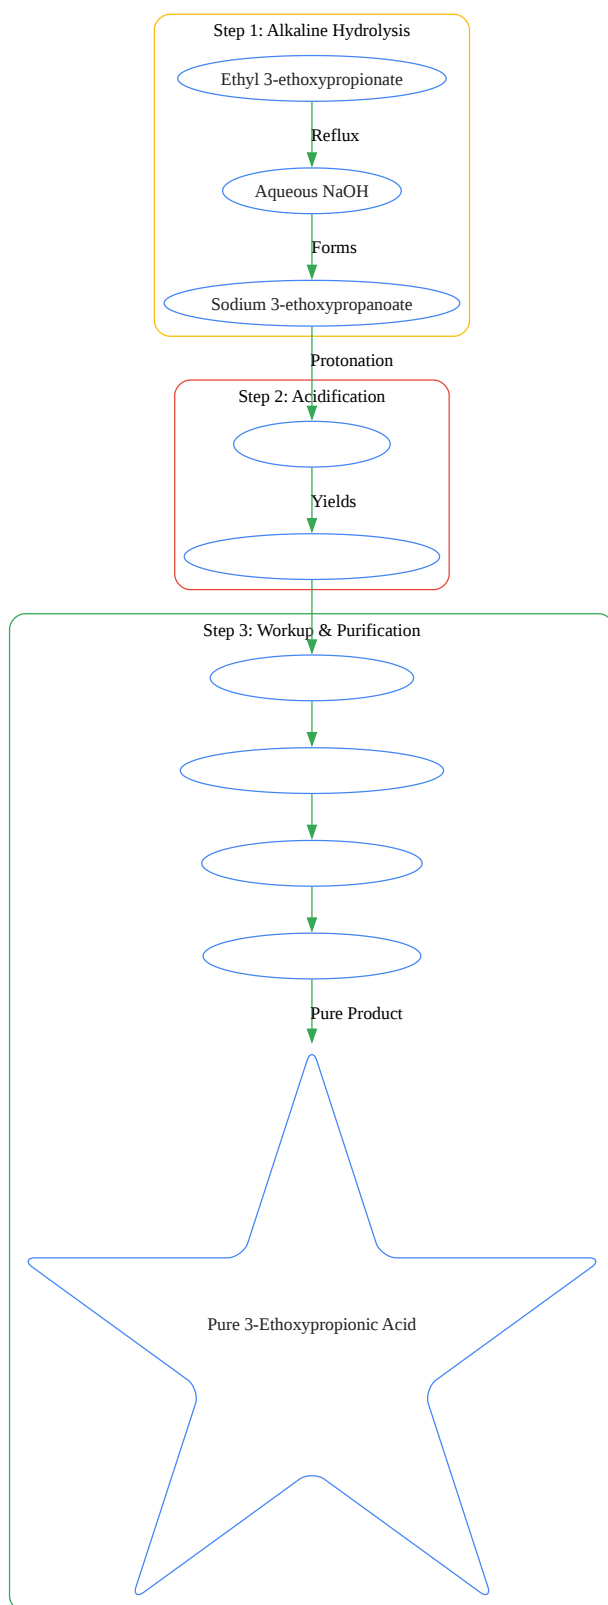 Step 1: Alkaline Hydrolysis
Ethyl 3-ethoxypropionate
Reflux
Aqueous NaOH
Forms
Sodium 3-ethoxypropanoate
Protonation
Step 2: Acidification
Yields
Step 3: Workup & Purification
Pure Product
Pure 3-Ethoxypropionic Acid